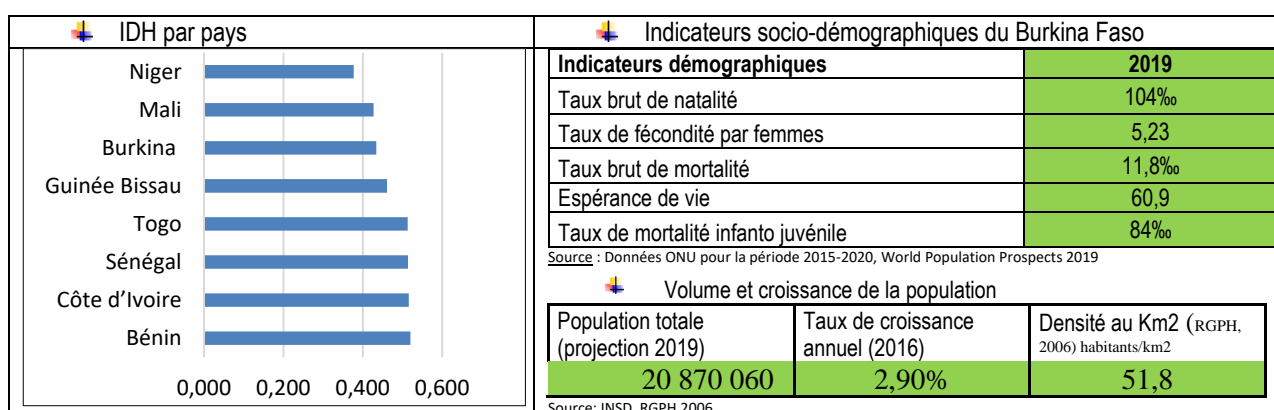 IDH par pays
Niger
Mali
Burkina
Guinée Bissau
Togo
Sénégal
Côte d'Ivoire
Bénin
0,000 0,200 0,400 0,600
Indicateurs socio-démographiques du Burkina Faso
Indicateurs démographiques 2019
Taux brut de natalité 104‰
Taux de fécondité par femmes 5,23
Taux brut de mortalité 11,8‰
Espérance de vie 60,9
Taux de mortalité infanto juvénile 84‰
Source : Données ONU pour la période 2015-2020, World Population Prospects 2019
Volume et croissance de la population
Population totale (projection 2019)
Taux de croissance annuel (2016)
Densité au Km2 (RGPH, 2006) habitants/km2
20 870 060 2,90% 51,8
Source: INSD, RGPH 2006